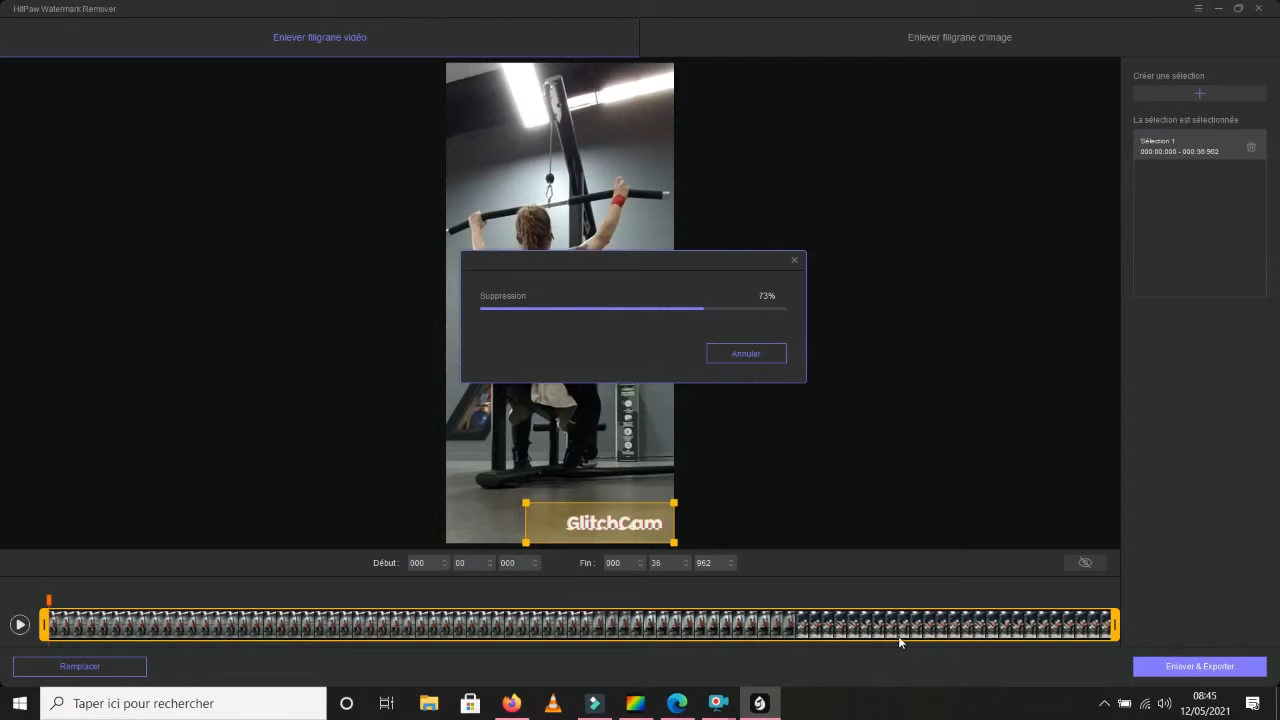 HitPaw Watermark Remover
Enlever filigrane vidéo
Enlever filigrane d'image
Créer une sélection
La sélection est sélectionnée
Sélection 1
000:00:000 - 000:36:962
Suppression
73%
Annuler
GlitchCam
Début : 000 00 000 Fin : 000 36 962
Remplacer
Enlever & Exporter
Taper ici pour rechercher
08:45
12/05/2021